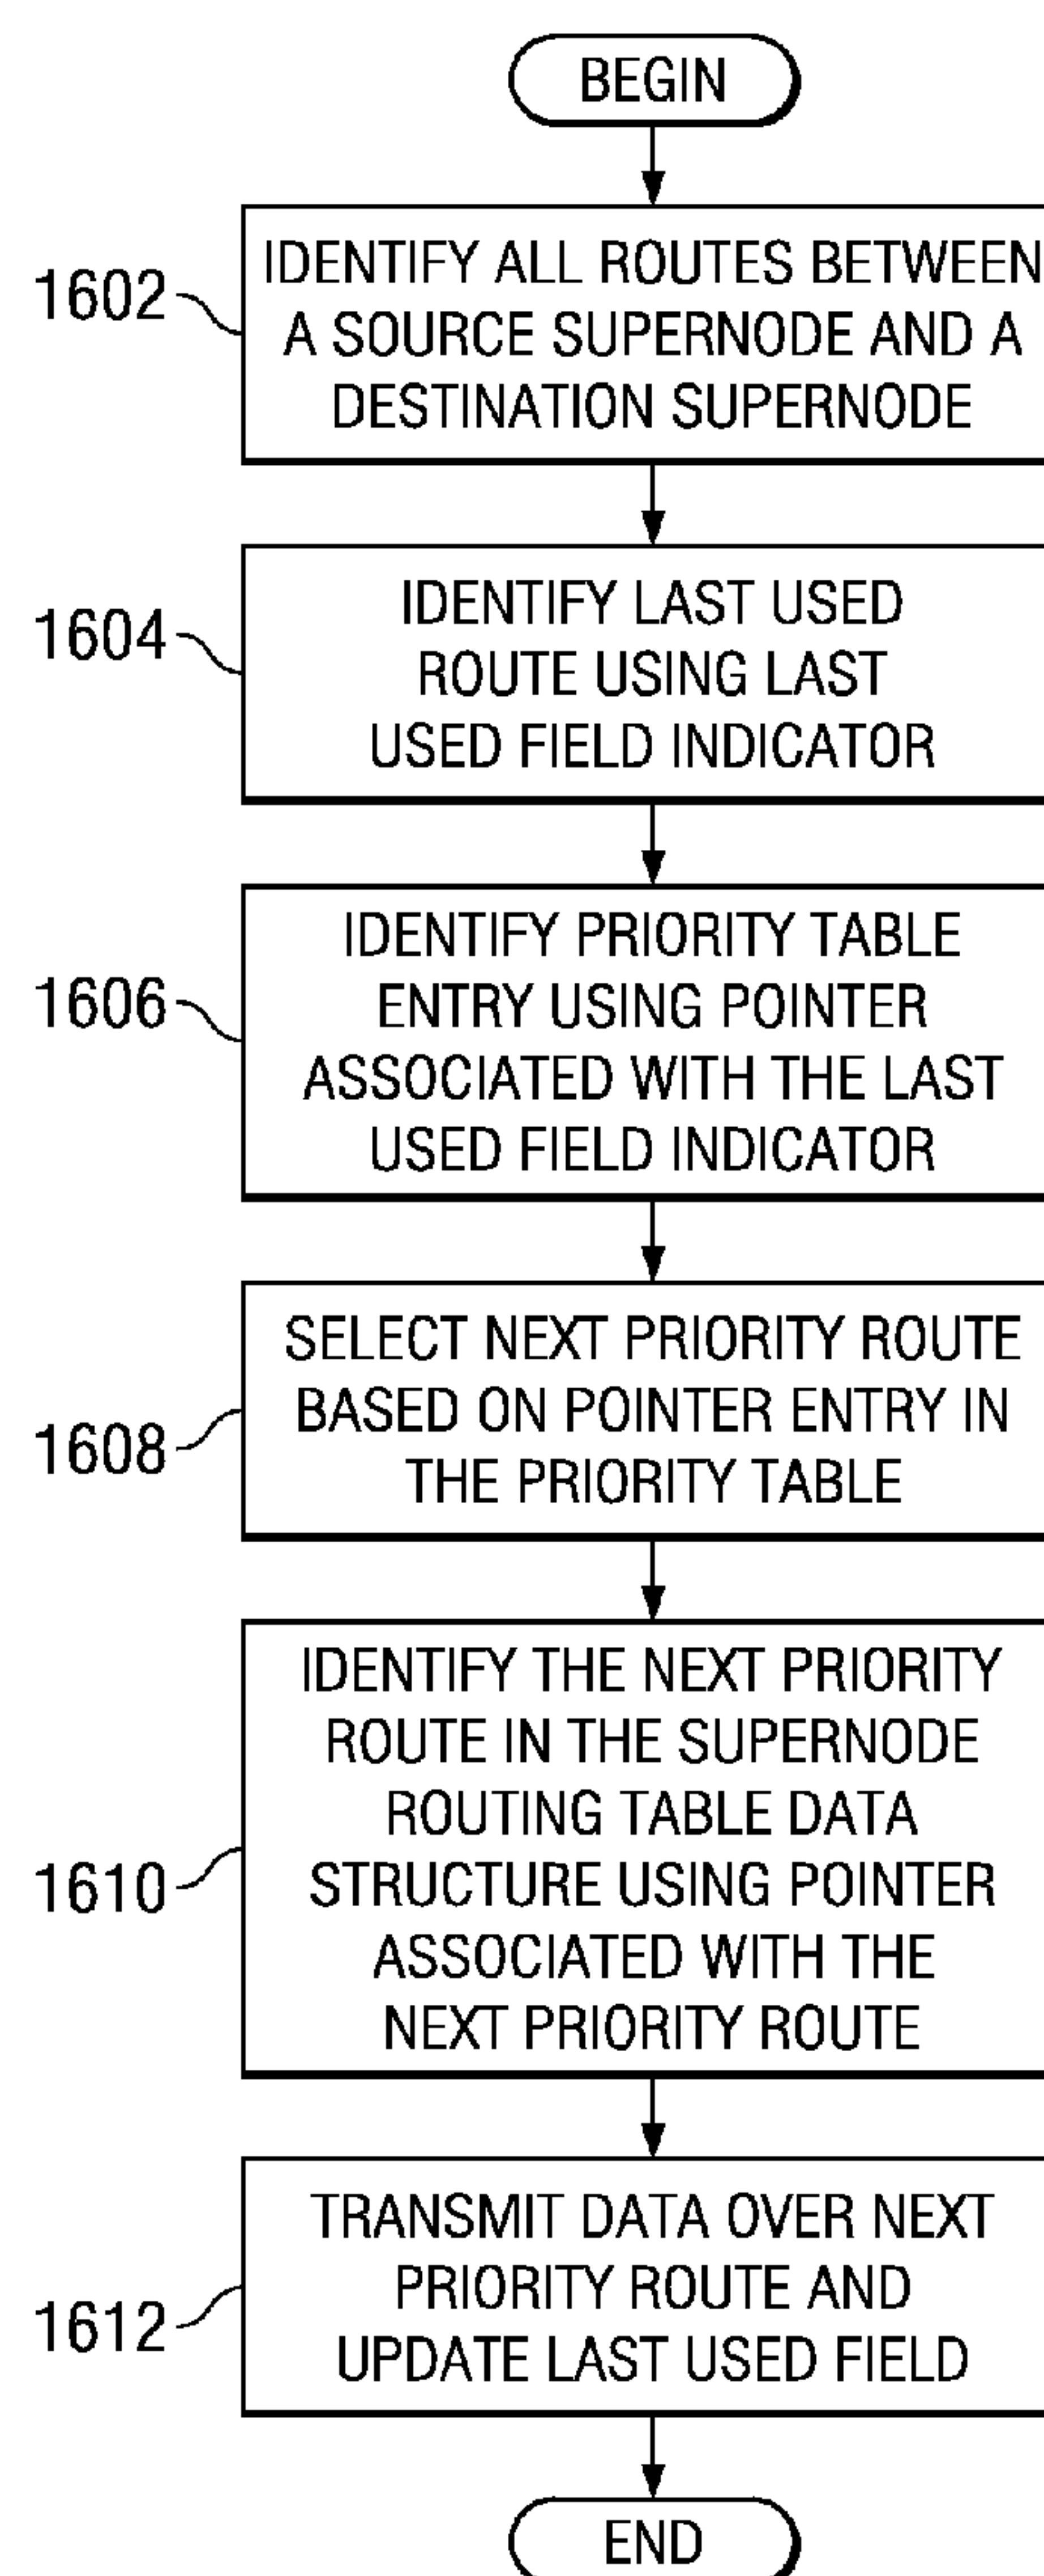 BEGIN
1602
IDENTIFY ALL ROUTES BETWEEN
A SOURCE SUPERNODE AND A
DESTINATION SUPERNODE
1604
IDENTIFY LAST USED
ROUTE USING LAST
USED FIELD INDICATOR
1606
IDENTIFY PRIORITY TABLE
ENTRY USING POINTER
ASSOCIATED WITH THE LAST
USED FIELD INDICATOR
1608
SELECT NEXT PRIORITY ROUTE
BASED ON POINTER ENTRY IN
THE PRIORITY TABLE
1610
IDENTIFY THE NEXT PRIORITY
ROUTE IN THE SUPERNODE
ROUTING TABLE DATA
STRUCTURE USING POINTER
ASSOCIATED WITH THE
NEXT PRIORITY ROUTE
1612
TRANSMIT DATA OVER NEXT
PRIORITY ROUTE AND
UPDATE LAST USED FIELD
END